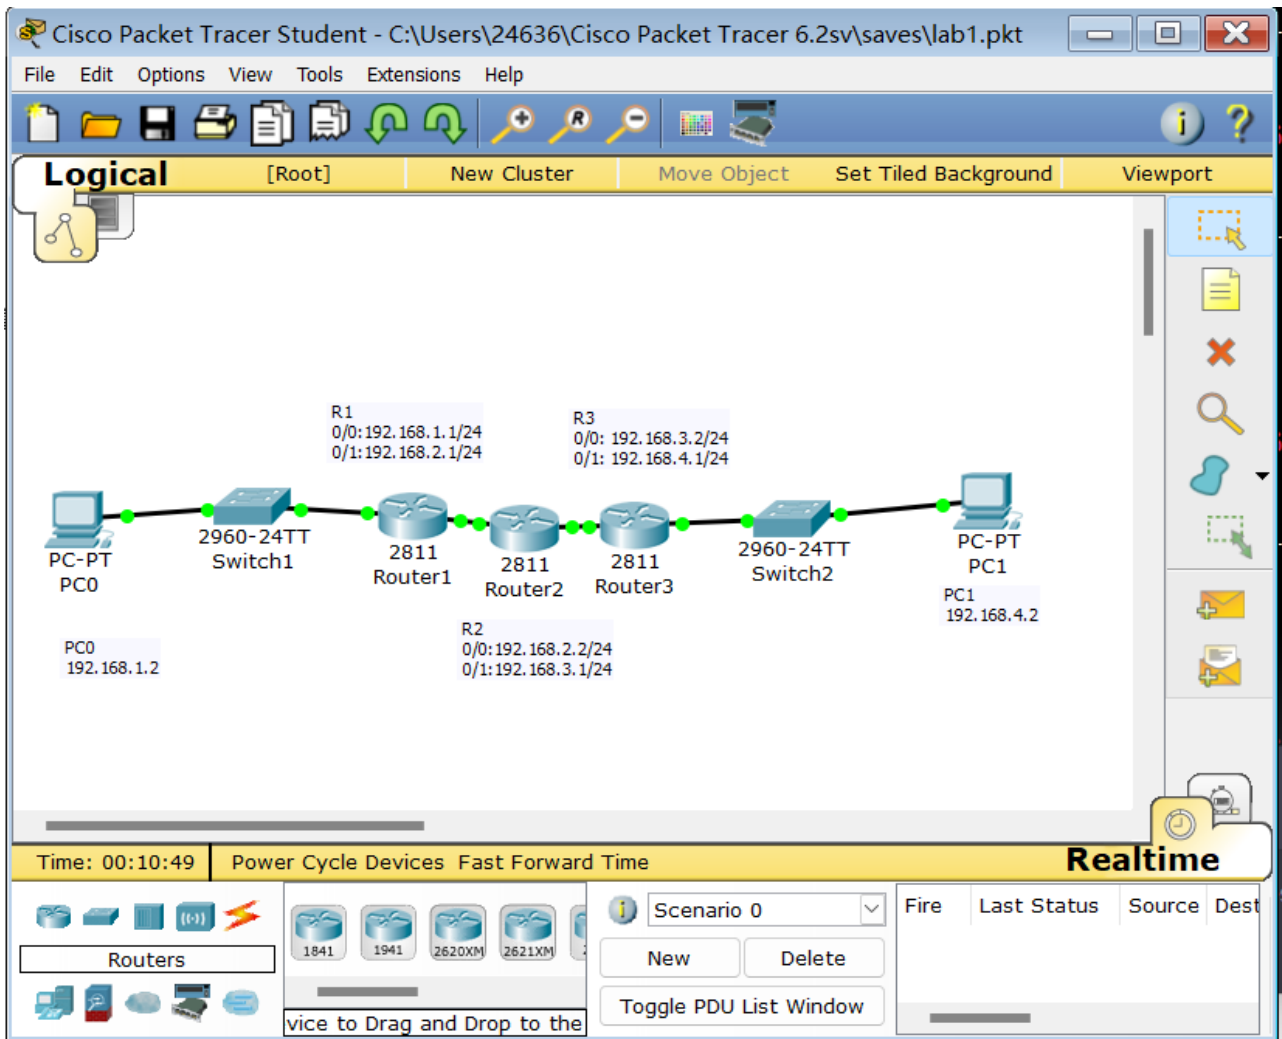 Cisco Packet Tracer Student - C:\Users\24636\Cisco Packet Tracer 6.2sv\saves\lab1.pkt
File Edit Options View Tools Extensions Help
Logical [Root] New Cluster Move Object Set Tiled Background Viewport
R1
0/0:192.168.1.1/24
0/1:192.168.2.1/24
R3
0/0: 192.168.3.2/24
0/1: 192.168.4.1/24
PC-PT
PC0
2960-24TT
Switch1
2811
Router1
2811
Router2
2811
Router3
2960-24TT
Switch2
PC-PT
PC1
PC1
192.168.4.2
PC0
192.168.1.2
R2
0/0:192.168.2.2/24
0/1:192.168.3.1/24
Time: 00:10:49 Power Cycle Devices Fast Forward Time Realtime
Routers
1841 1941 2620XM 2621XM
vice to Drag and Drop to the
Scenario 0
New Delete
Toggle PDU List Window
Fire Last Status Source Dest